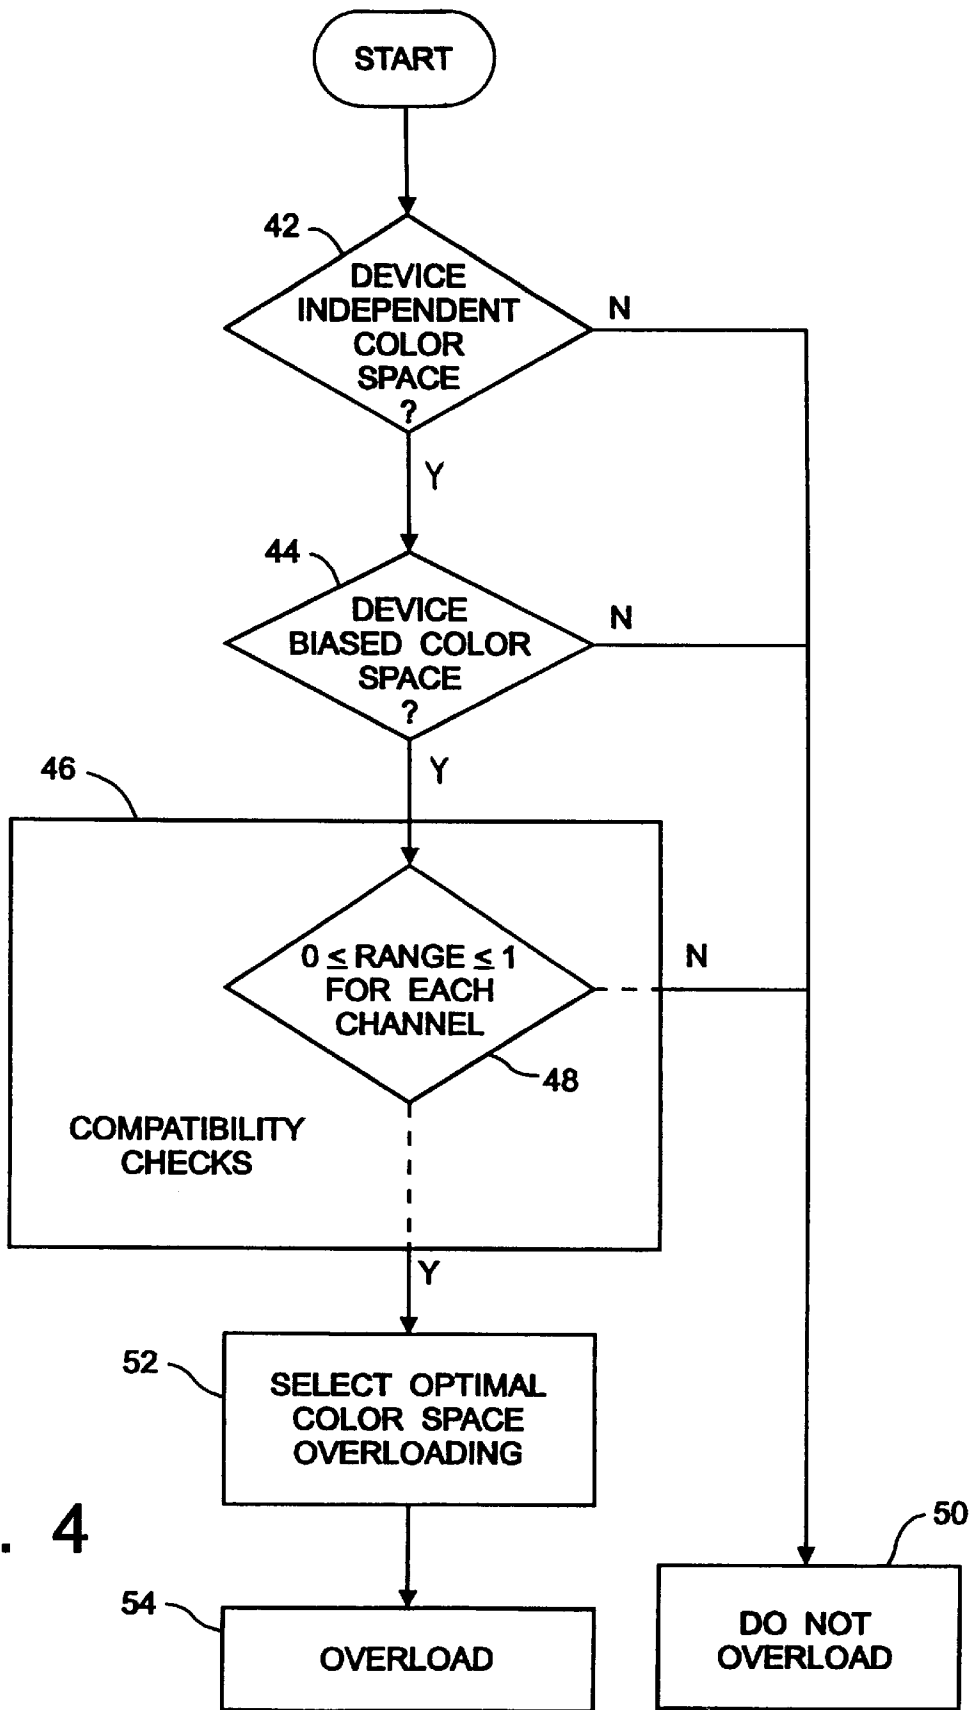 START
42
DEVICE
INDEPENDENT
COLOR
SPACE
?
N
Y
44
DEVICE
BIASED COLOR
SPACE
?
N
Y
46
0 ≤ RANGE ≤ 1
FOR EACH
CHANNEL
N
48
COMPATIBILITY
CHECKS
Y
52
SELECT OPTIMAL
COLOR SPACE
OVERLOADING
. 4
50
54
OVERLOAD
DO NOT
OVERLOAD